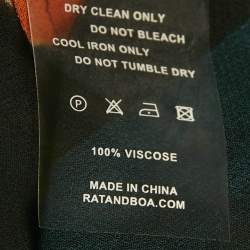 DRY CLEAN ONLY
DO NOT BLEACH
COOL IRON ONLY
DO NOT TUMBLE DRY
P
100% VISCOSE
MADE IN CHINA
RATANDBOA.COM